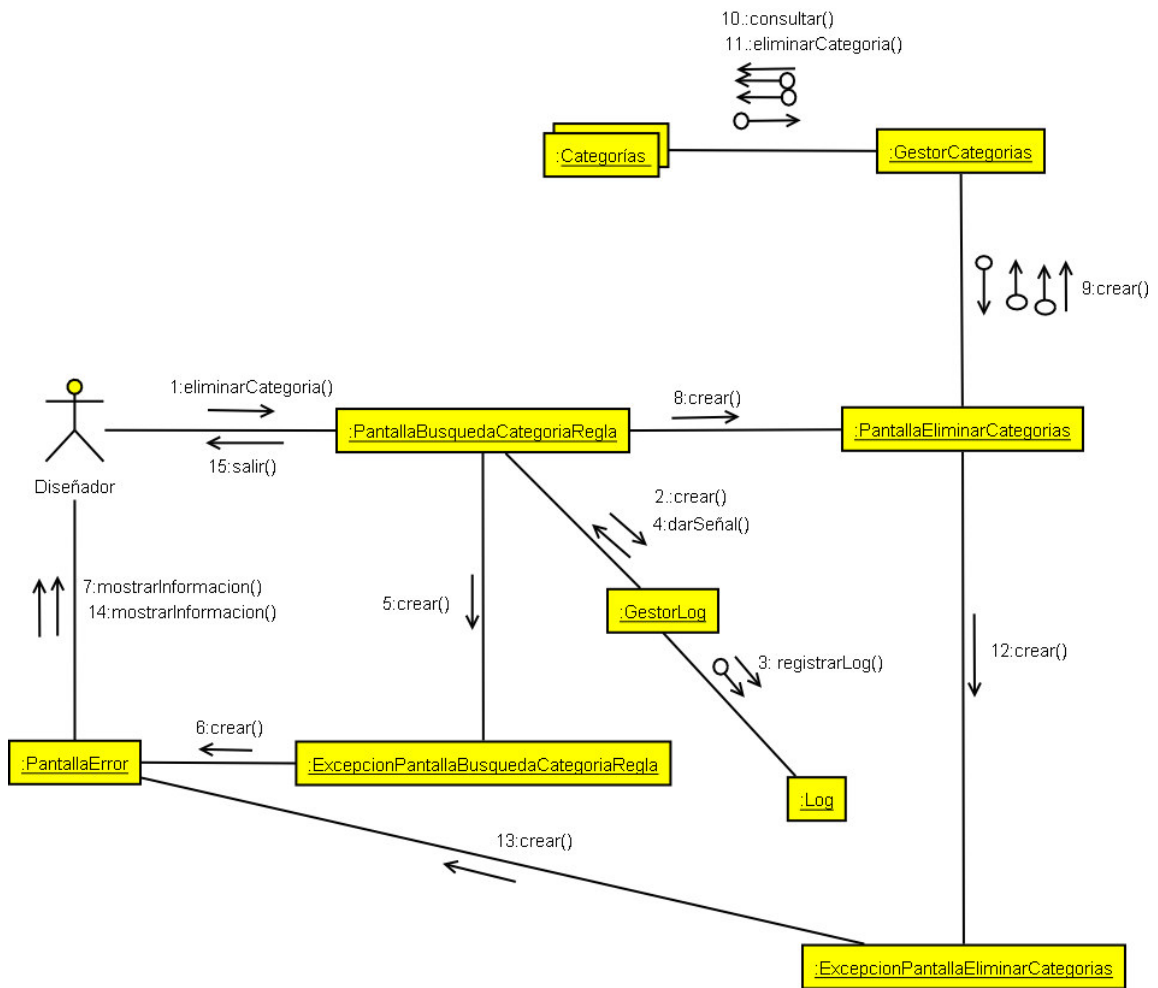 10.:consultar()
11.:eliminarCategoria()
:Categorías
:GestorCategorias
9:crear()
1:eliminarCategoria()
8:crear()
:PantallaBusquedaCategoriaRegla
:PantallaEliminarCategorias
15:salir()
Diseñador
2.:crear()
4:darSeñal()
7:mostrarInformacion()
14:mostrarInformacion()
5:crear()
:GestorLog
3: registrarLog()
12:crear()
6:crear()
:PantallaError
:ExcepcionPantallaBusquedaCategoriaRegla
:Log
13:crear()
:ExcepcionPantallaEliminarCategorias